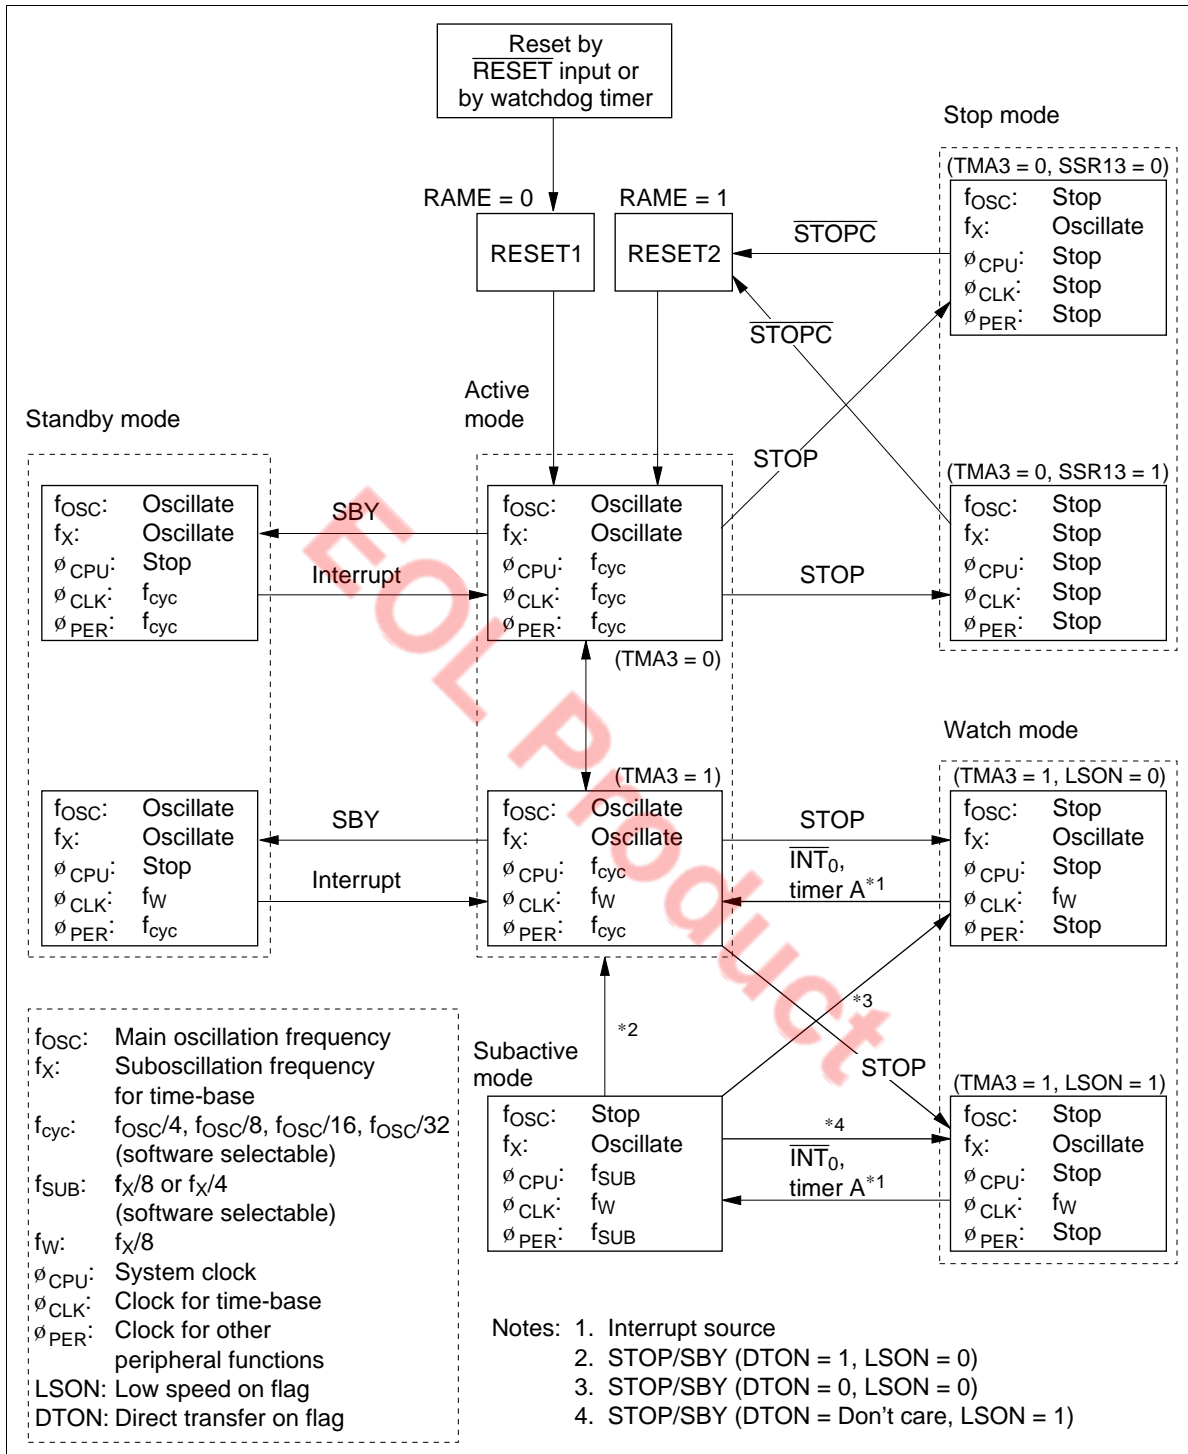 Reset by
RESET input or
by watchdog timer
Stop mode
(TMA3 = 0, SSR13 = 0)
RAME = 0
RAME = 1
RESET1
RESET2
STOPC
fOSC: Stop
fX: Oscillate
øCPU: Stop
øCLK: Stop
øPER: Stop
STOPC
Active
mode
Standby mode
STOP
(TMA3 = 0, SSR13 = 1)
fOSC: Oscillate
fX: Oscillate
øCPU: Stop
øCLK: fcyc
øPER: fcyc
SBY
Interrupt
fOSC: Oscillate
fX: Oscillate
øCPU: fcyc
øCLK: fcyc
øPER: fcyc
(TMA3 = 0)
STOP
fOSC: Stop
fX: Stop
øCPU: Stop
øCLK: Stop
øPER: Stop
Watch mode
(TMA3 = 1)
(TMA3 = 1, LSON = 0)
fOSC: Oscillate
fX: Oscillate
øCPU: Stop
øCLK: fW
øPER: fcyc
SBY
Interrupt
fOSC: Oscillate
fX: Oscillate
øCPU: fcyc
øCLK: fW
øPER: fcyc
STOP
INT0,
timer A*1
fOSC: Stop
fX: Oscillate
øCPU: Stop
øCLK: fW
øPER: Stop
*2
*3
Subactive
mode
STOP
(TMA3 = 1, LSON = 1)
fOSC: Stop
fX: Oscillate
øCPU: fSUB
øCLK: fW
øPER: fSUB
*4
INT0,
timer A*1
fOSC: Stop
fX: Oscillate
øCPU: Stop
øCLK: fW
øPER: Stop
fOSC: Main oscillation frequency
fX: Suboscillation frequency
for time-base
fcyc: fOSC/4, fOSC/8, fOSC/16, fOSC/32
(software selectable)
fSUB: fX/8 or fX/4
(software selectable)
fW: fX/8
øCPU: System clock
øCLK: Clock for time-base
øPER: Clock for other
peripheral functions
LSON: Low speed on flag
DTON: Direct transfer on flag
Notes: 1. Interrupt source
2. STOP/SBY (DTON = 1, LSON = 0)
3. STOP/SBY (DTON = 0, LSON = 0)
4. STOP/SBY (DTON = Don't care, LSON = 1)
EOL Product